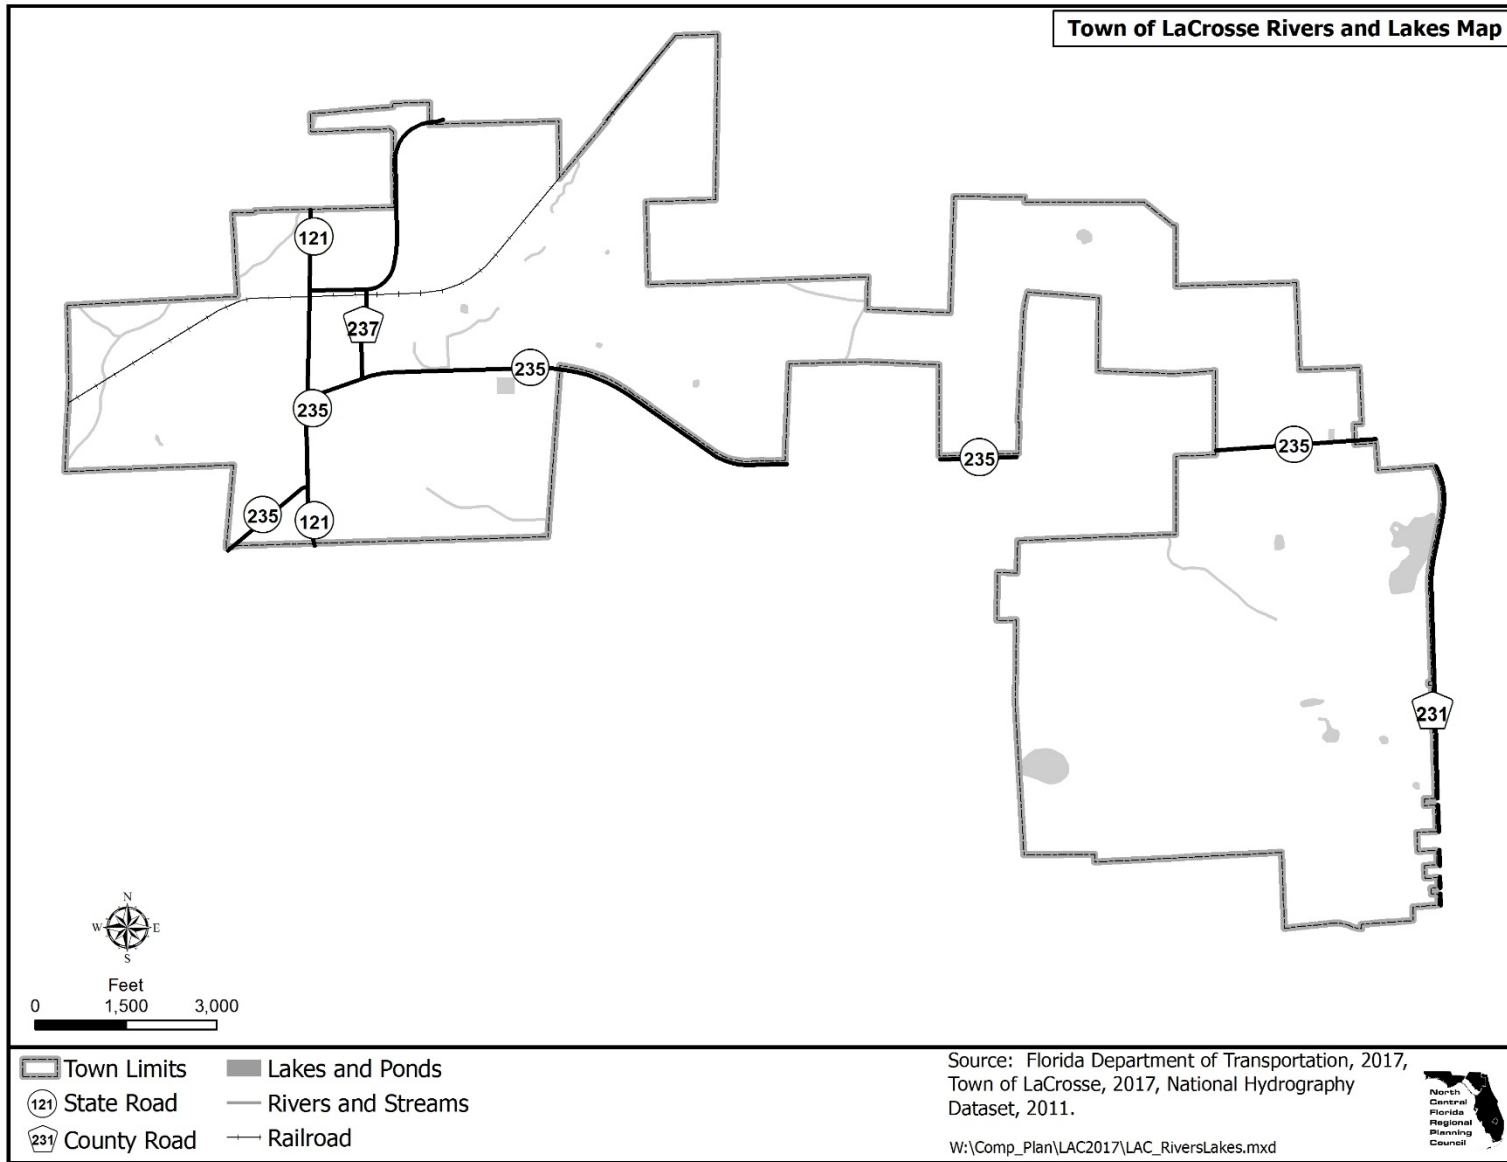 Town of LaCrosse Rivers and Lakes Map
121
237
235
235
235
235
235
121
231
N
W E
S
Feet
0 1,500 3,000
Town Limits
121 State Road
231 County Road
Lakes and Ponds
Rivers and Streams
Railroad
Source: Florida Department of Transportation, 2017,
Town of LaCrosse, 2017, National Hydrography
Dataset, 2011.
W:\Comp_Plan\LAC2017\LAC_RiversLakes.mxd
North
Central
Florida
Regional
Planning
Council